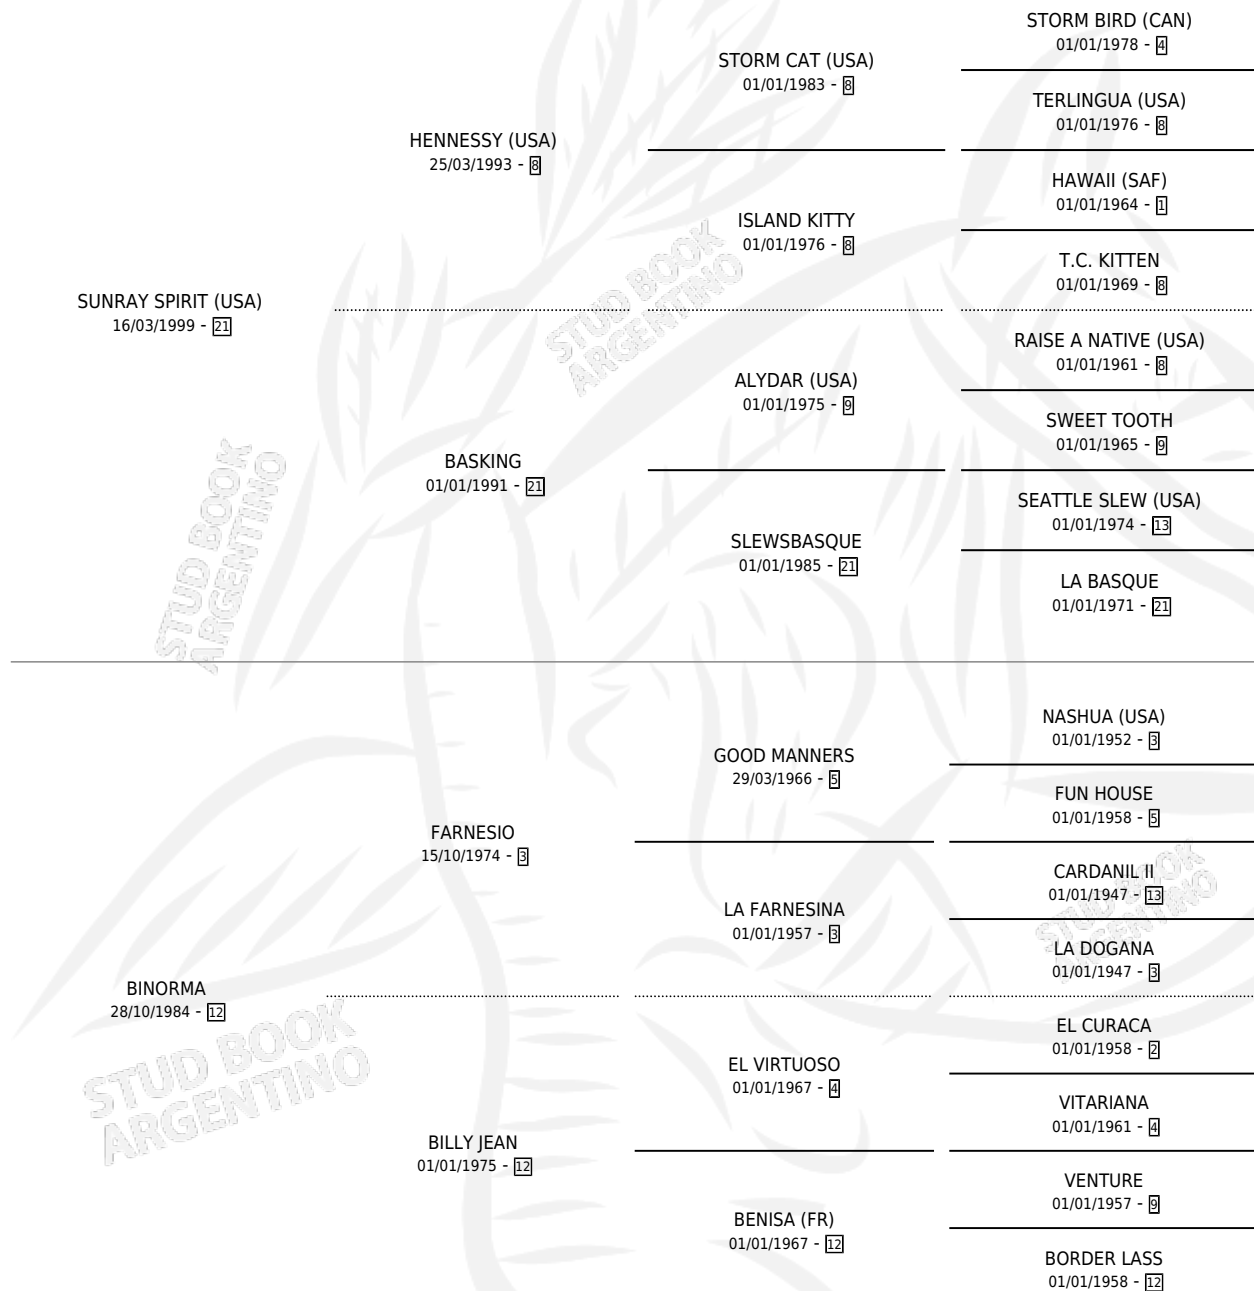 STORM BIRD (CAN)
01/01/1978 - 4
STORM CAT (USA)
01/01/1983 - 8
TERLINGUA (USA)
01/01/1976 - 8
HENNESSY (USA)
25/03/1993 - 8
HAWAII (SAF)
01/01/1964 - 1
ISLAND KITTY
01/01/1976 - 8
T.C. KITTEN
01/01/1969 - 8
SUNRAY SPIRIT (USA)
16/03/1999 - 21
RAISE A NATIVE (USA)
01/01/1961 - 8
ALYDAR (USA)
01/01/1975 - 9
SWEET TOOTH
01/01/1965 - 9
BASKING
01/01/1991 - 21
SEATTLE SLEW (USA)
01/01/1974 - 13
SLEWSBASQUE
01/01/1985 - 21
LA BASQUE
01/01/1971 - 21
NASHUA (USA)
01/01/1952 - 3
GOOD MANNERS
29/03/1966 - 5
FUN HOUSE
01/01/1958 - 5
FARNESIO
15/10/1974 - 3
CARDANIL II
01/01/1947 - 13
LA FARNESINA
01/01/1957 - 3
LA DOGANA
01/01/1947 - 3
BINORMA
28/10/1984 - 12
EL CURACA
01/01/1958 - 2
EL VIRTUOSO
01/01/1967 - 4
VITARIANA
01/01/1961 - 4
BILLY JEAN
01/01/1975 - 12
VENTURE
01/01/1957 - 9
BENISA (FR)
01/01/1967 - 12
BORDER LASS
01/01/1958 - 12
STUD BOOK
ARGENTINO
STUD BOOK
ARGENTINO
STUD BOOK
ARGENTINO
STUD BOOK
ARGENTINO